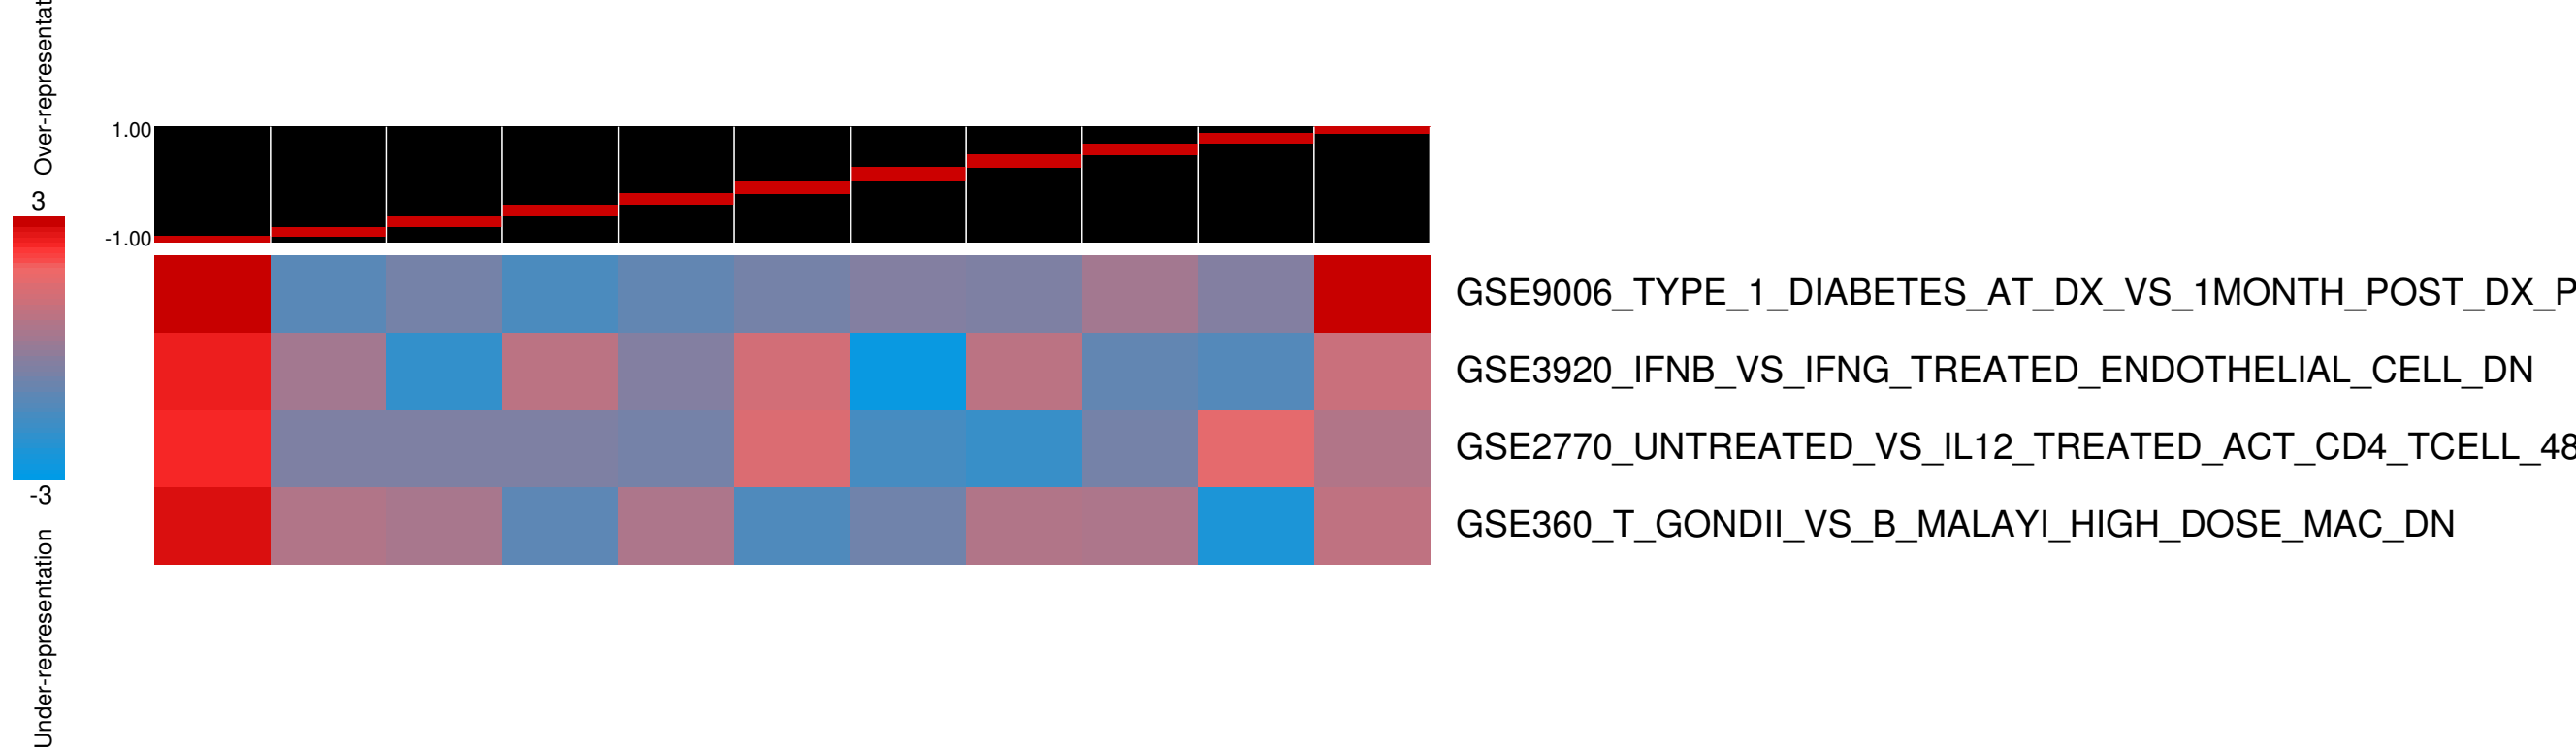 Over-representat
3
-3
Under-representation
1.00
-1.00
GSE9006_TYPE_1_DIABETES_AT_DX_VS_1MONTH_POST_DX_P
GSE3920_IFNB_VS_IFNG_TREATED_ENDOTHELIAL_CELL_DN
GSE2770_UNTREATED_VS_IL12_TREATED_ACT_CD4_TCELL_48
GSE360_T_GONDII_VS_B_MALAYI_HIGH_DOSE_MAC_DN